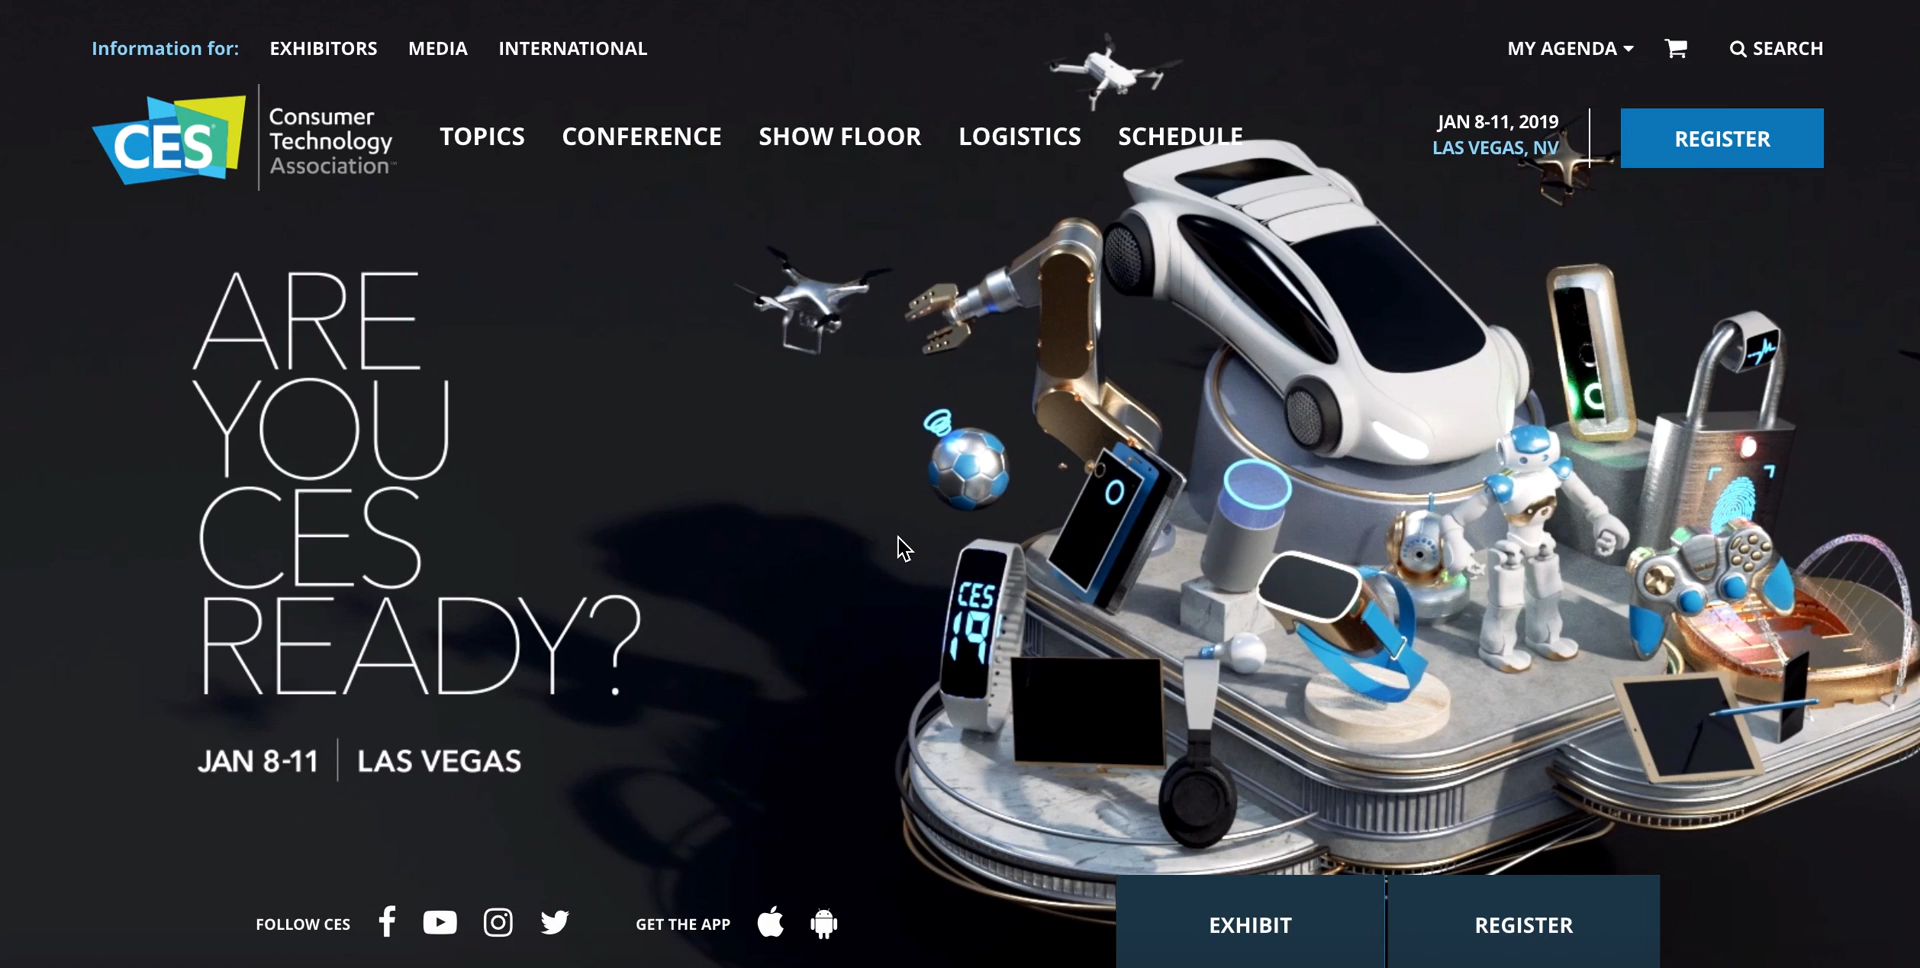 Information for: EXHIBITORS MEDIA INTERNATIONAL
MY AGENDA SEARCH
CES
Consumer
Technology
Association
TOPICS CONFERENCE SHOW FLOOR LOGISTICS SCHEDULE
JAN 8-11, 2019
LAS VEGAS, NV
REGISTER
ARE
YOU
CES
READY?
JAN 8-11 | LAS VEGAS
CES
19
FOLLOW CES
GET THE APP
EXHIBIT
REGISTER